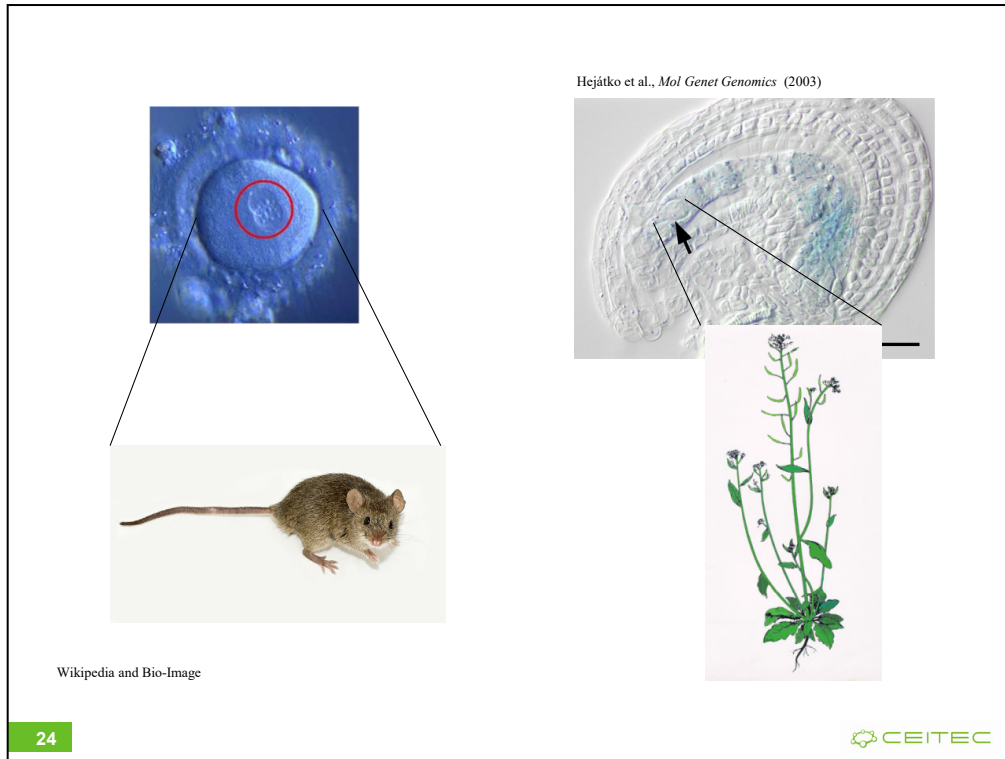 Hejátko et al., Mol Genet Genomics (2003)
Wikipedia and Bio-Image
24
CEITEC